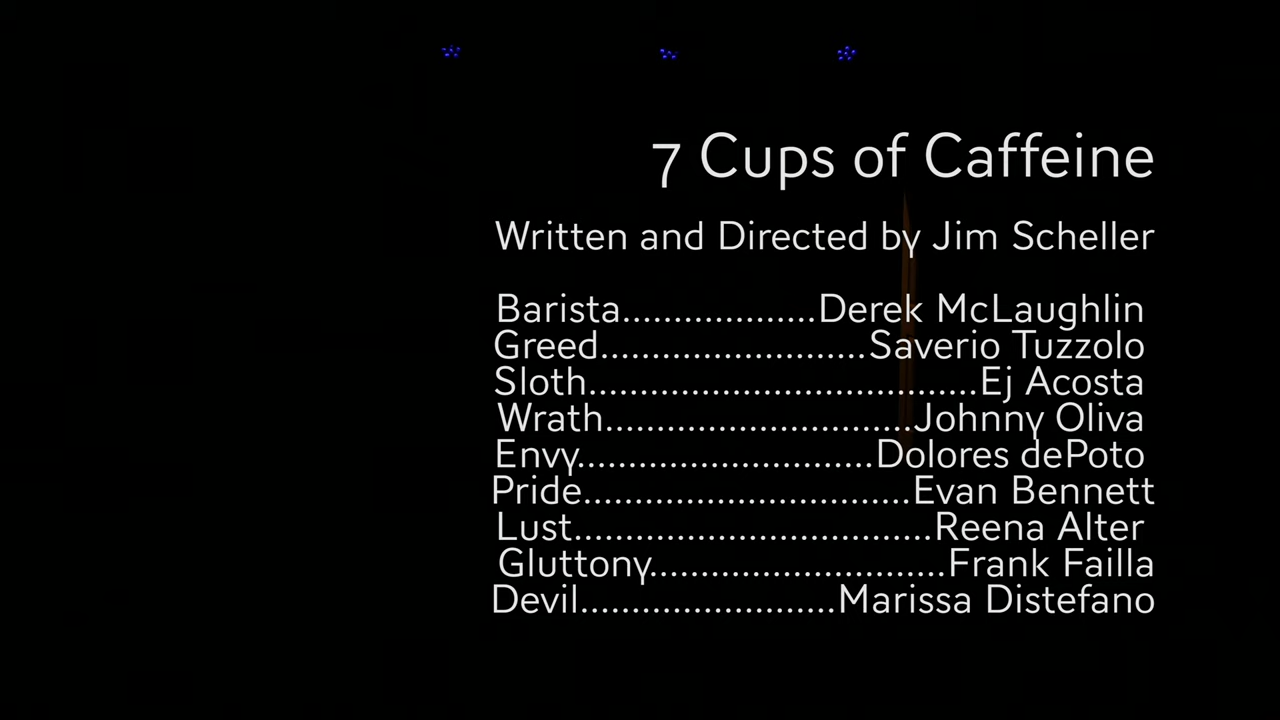 7 Cups of Caffeine
Written and Directed by Jim Scheller
Barista...................Derek McLaughlin
Greed..........................Saverio Tuzzolo
Sloth......................................Ej Acosta
Wrath..............................Johnny Oliva
Envy.............................Dolores dePoto
Pride................................Evan Bennett
Lust...................................Reena Alter
Gluttony.............................Frank Failla
Devil.........................Marissa Distefano